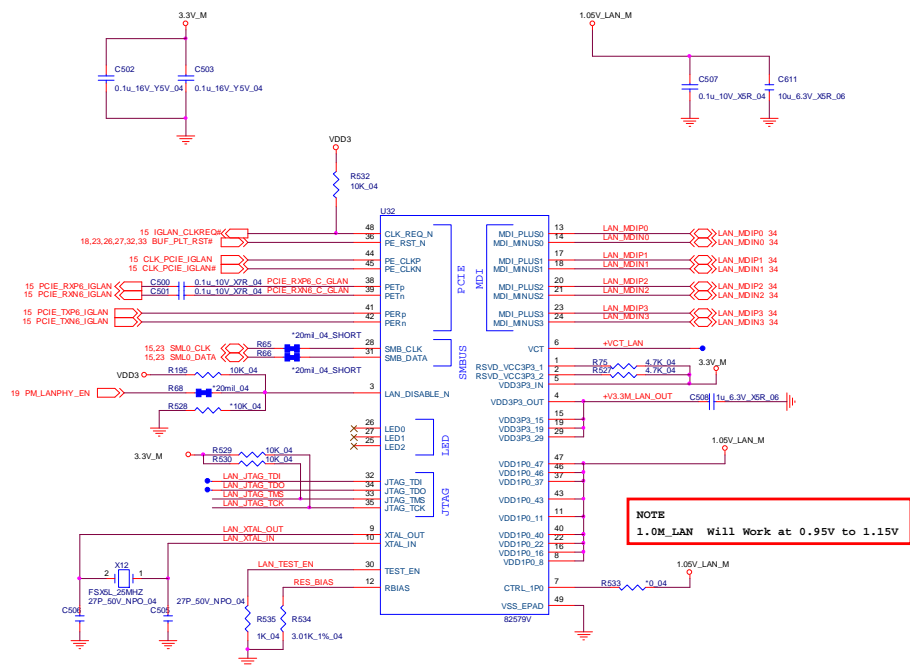 3.3V_M
1.05V_LAN_M
C502
C503
0.1u_16V_Y5V_04
0.1u_16V_Y5V_04
C507
C611
0.1u_10V_X5R_04
10u_6.3V_X5R_06
VDD3
R532
10K_04
U32
15 IGLAN_CLKREQ#
48
CLK_REQ_N
18,23,26,27,32,33 BUF_PLT_RST#
36
PE_RST_N
15 CLK_PCIE_IGLAN
44
PE_CLKP
15 CLK_PCIE_IGLAN#
45
PE_CLKN
15 PCIE_RXP6_IGLAN
C500
0.1u_10V_X7R_04
PCIE_RXP6_C_GLAN
38
PETp
15 PCIE_RXN6_IGLAN
C501
0.1u_10V_X7R_04
PCIE_RXN6_C_GLAN
39
PETn
15 PCIE_TXP6_IGLAN
41
PERp
15 PCIE_TXN6_IGLAN
42
PERn
PCIE
*20mil_04_SHORT
15,23 SML0_CLK
R65
28
SMB_CLK
15,23 SML0_DATA
R66
31
SMB_DATA
*20mil_04_SHORT
SMBUS
VDD3
R195
10K_04
19 PM_LANPHY_EN
R68
*20mil_04
3
LAN_DISABLE_N
R528
*10K_04
26
LED0
27
LED1
25
LED2
LED
3.3V_M
R529
10K_04
R530
10K_04
LAN_JTAG_TDI
32
JTAG_TDI
LAN_JTAG_TDO
34
JTAG_TDO
LAN_JTAG_TMS
33
JTAG_TMS
LAN_JTAG_TCK
35
JTAG_TCK
JTAG
LAN_XTAL_OUT
9
XTAL_OUT
LAN_XTAL_IN
10
XTAL_IN
X12
2
1
FSX5L_25MHZ
27P_50V_NPO_04
27P_50V_NPO_04
C506
C505
LAN_TEST_EN
30
TEST_EN
RES_BIAS
12
RBIAS
R535
R534
1K_04
3.01K_1%_04
MDI
MDI_PLUS0
13
LAN_MDIP0
LAN_MDIP0 34
MDI_MINUS0
14
LAN_MDIN0
LAN_MDIN0 34
MDI_PLUS1
17
LAN_MDIP1
LAN_MDIP1 34
MDI_MINUS1
18
LAN_MDIN1
LAN_MDIN1 34
MDI_PLUS2
20
LAN_MDIP2
LAN_MDIP2 34
MDI_MINUS2
21
LAN_MDIN2
LAN_MDIN2 34
MDI_PLUS3
23
LAN_MDIP3
LAN_MDIP3 34
MDI_MINUS3
24
LAN_MDIN3
LAN_MDIN3 34
VCT
6
+VCT_LAN
RSVD_VCC3P3_1
1
R75
4.7K_04
3.3V_M
RSVD_VCC3P3_2
2
R527
4.7K_04
VDD3P3_IN
5
VDD3P3_OUT
4
+V3.3M_LAN_OUT
C508
1u_6.3V_X5R_06
VDD3P3_15
15
VDD3P3_19
19
VDD3P3_29
29
1.05V_LAN_M
VDD1P0_47
47
VDD1P0_46
46
VDD1P0_37
37
VDD1P0_43
43
VDD1P0_11
11
VDD1P0_40
40
VDD1P0_22
22
VDD1P0_16
16
VDD1P0_8
8
NOTE
1.0M_LAN Will Work at 0.95V to 1.15V
1.05V_LAN_M
CTRL_1P0
7
R533
*0_04
VSS_EPAD
49
82579V